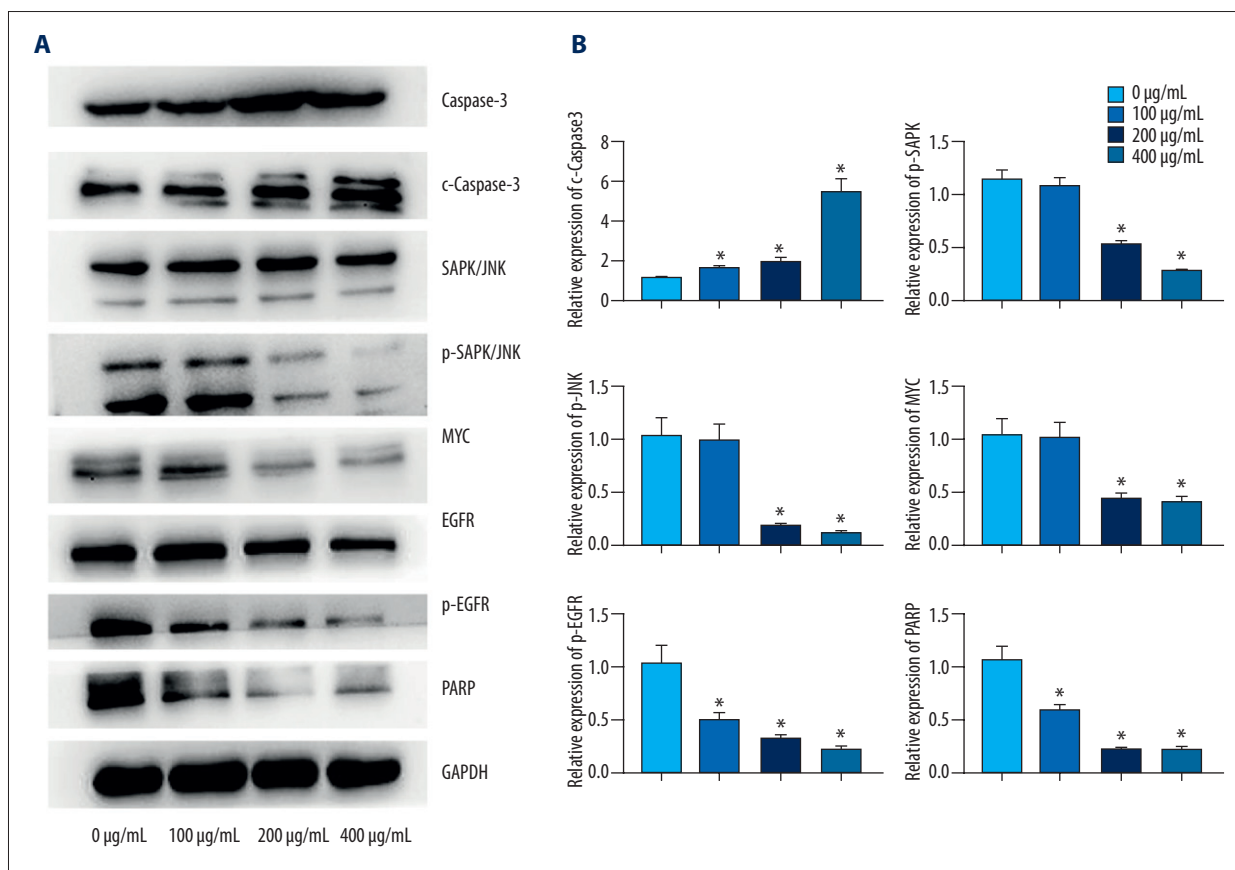 A
Caspase-3
c-Caspase-3
SAPK/JNK
p-SAPK/JNK
MYC
EGFR
p-EGFR
PARP
GAPDH
0 µg/mL 100 µg/mL 200 µg/mL 400 µg/mL
B
0 µg/mL
100 µg/mL
200 µg/mL
400 µg/mL
Relative expression of c-Caspase3
8
6
4
2
0
* * *
Relative expression of p-SAPK
1.5
1.0
0.5
0.0
* *
Relative expression of p-JNK
1.5
1.0
0.5
0.0
* *
Relative expression of MYC
1.5
1.0
0.5
0.0
* *
Relative expression of p-EGFR
1.5
1.0
0.5
0.0
* * *
Relative expression of PARP
1.5
1.0
0.5
0.0
* * *